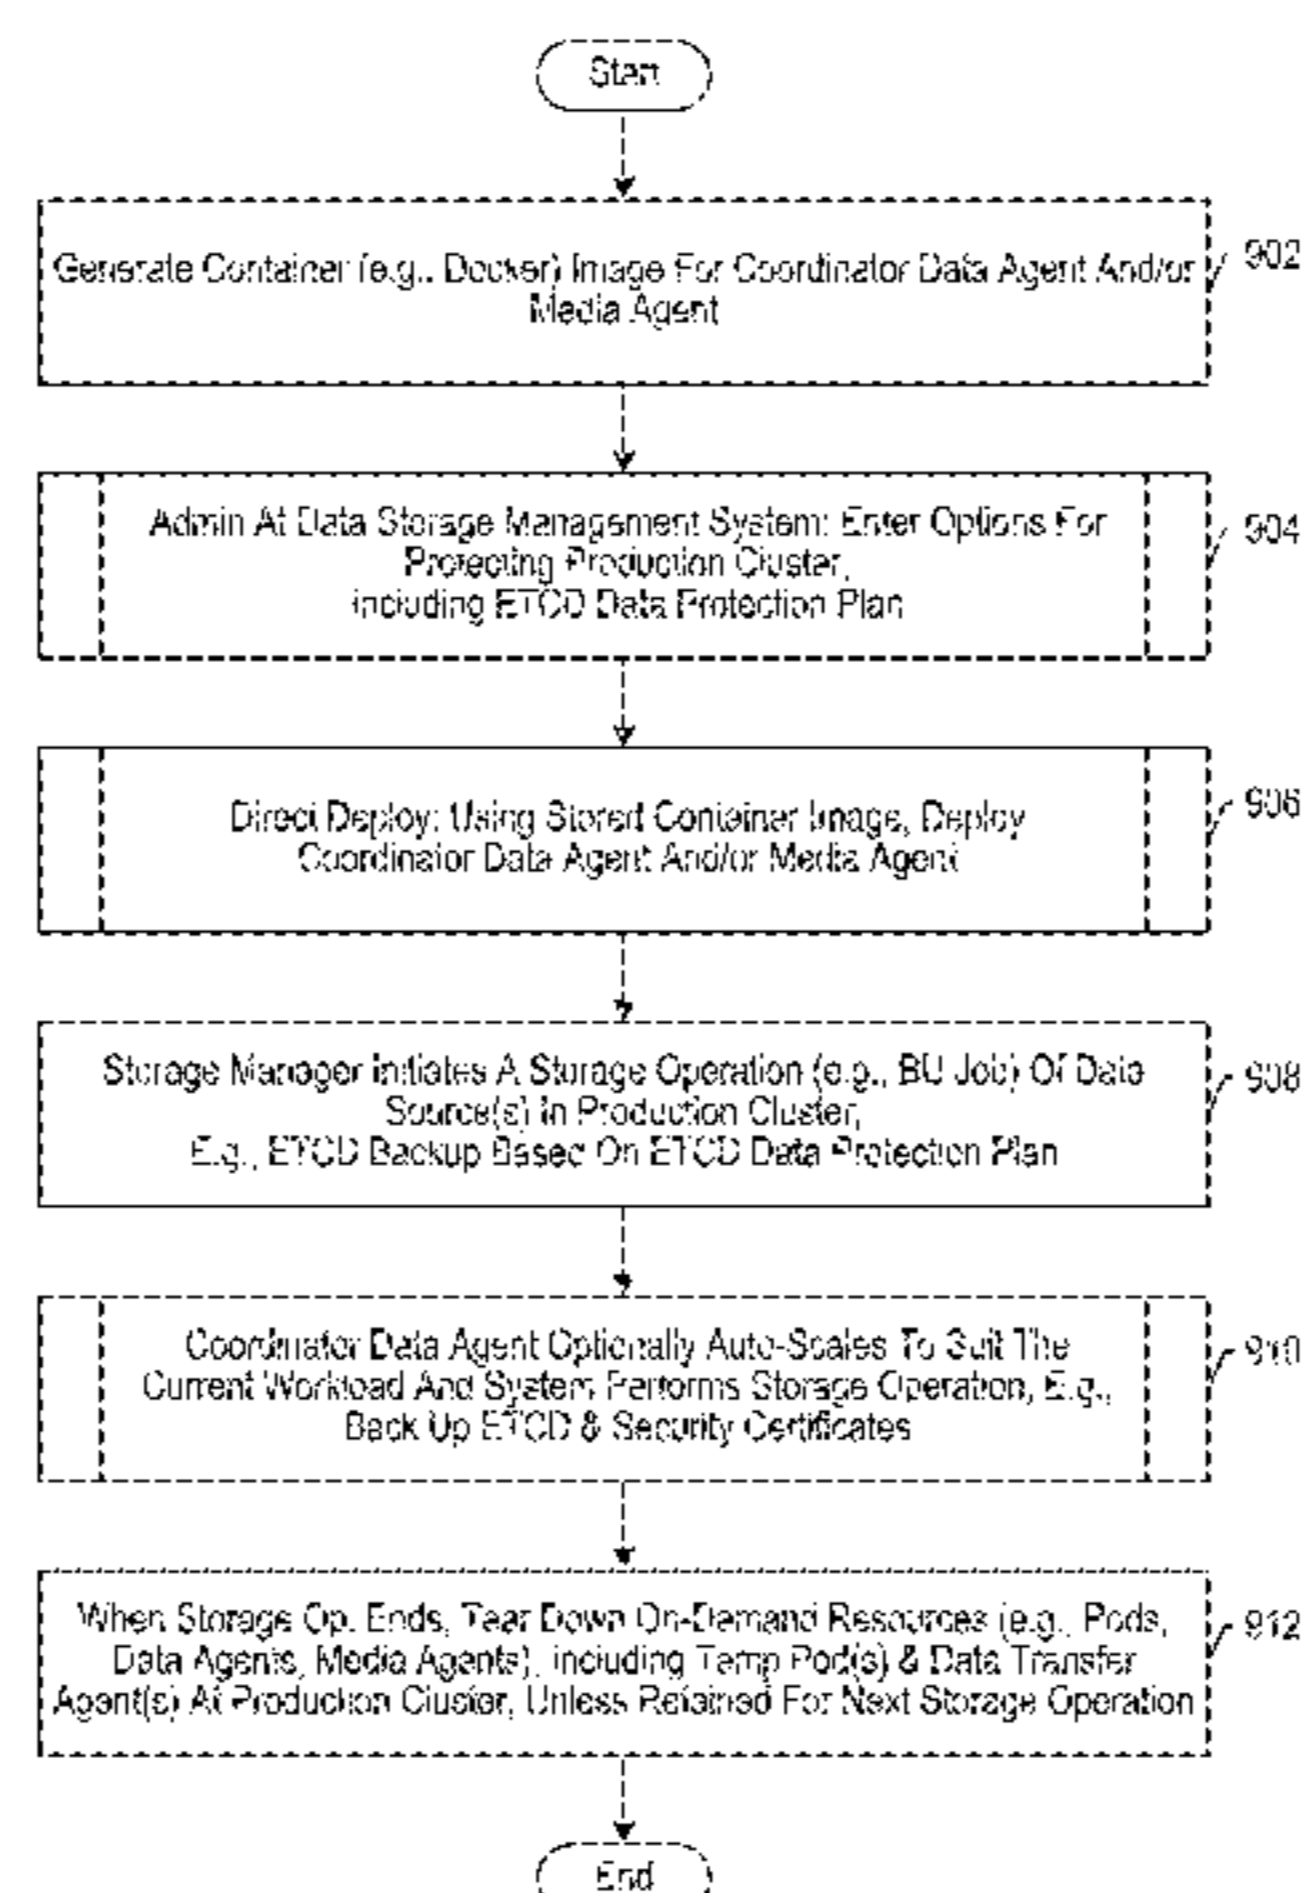 Start
Generate Container (e.g., Docker) Image For Coordinator Data Agent And/or
Media Agent
902
Admin At Data Storage Management System: Enter Options For
Protecting Production Cluster,
including ETCD Data Protection Plan
904
Direct Deploy: Using Stored Container Image, Deploy
Coordinator Data Agent And/or Media Agent
906
Storage Manager Initiates A Storage Operation (e.g., BU Job) Of Data
Source(s) In Production Cluster,
E.g., ETCD Backup Based On ETCD Data Protection Plan
908
Coordinator Data Agent Optionally Auto-Scales To Suit The
Current Workload And System Performs Storage Operation, E.g.,
Back Up ETCD & Security Certificates
910
When Storage Op. Ends, Tear Down On-Demand Resources (e.g., Pods,
Data Agents, Media Agents), including Temp Pod(s) & Data Transfer
Agent(s) At Production Cluster, Unless Retained For Next Storage Operation
912
End